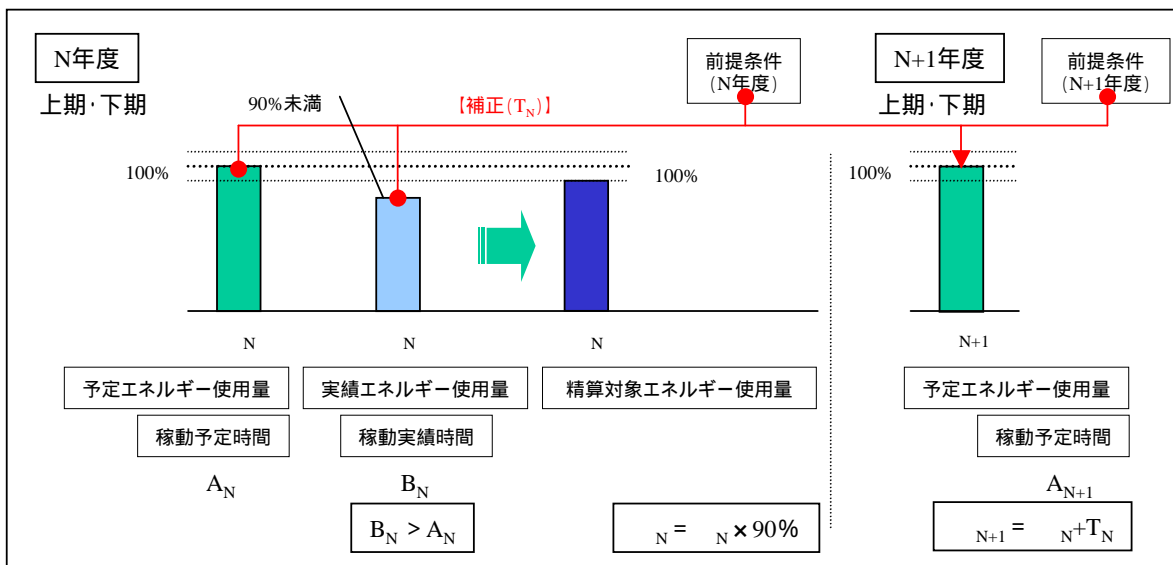 N年度
上期・下期
90%未満
【補正(TN)】
前提条件
(N年度)
N+1年度
上期・下期
前提条件
(N+1年度)
100%
100%
100%
N
N
N
N+1
予定エネルギー使用量
実績エネルギー使用量
精算対象エネルギー使用量
予定エネルギー使用量
稼動予定時間
稼動実績時間
稼動予定時間
AN
BN
AN+1
BN > AN
N = N × 90%
N+1 = N+TN